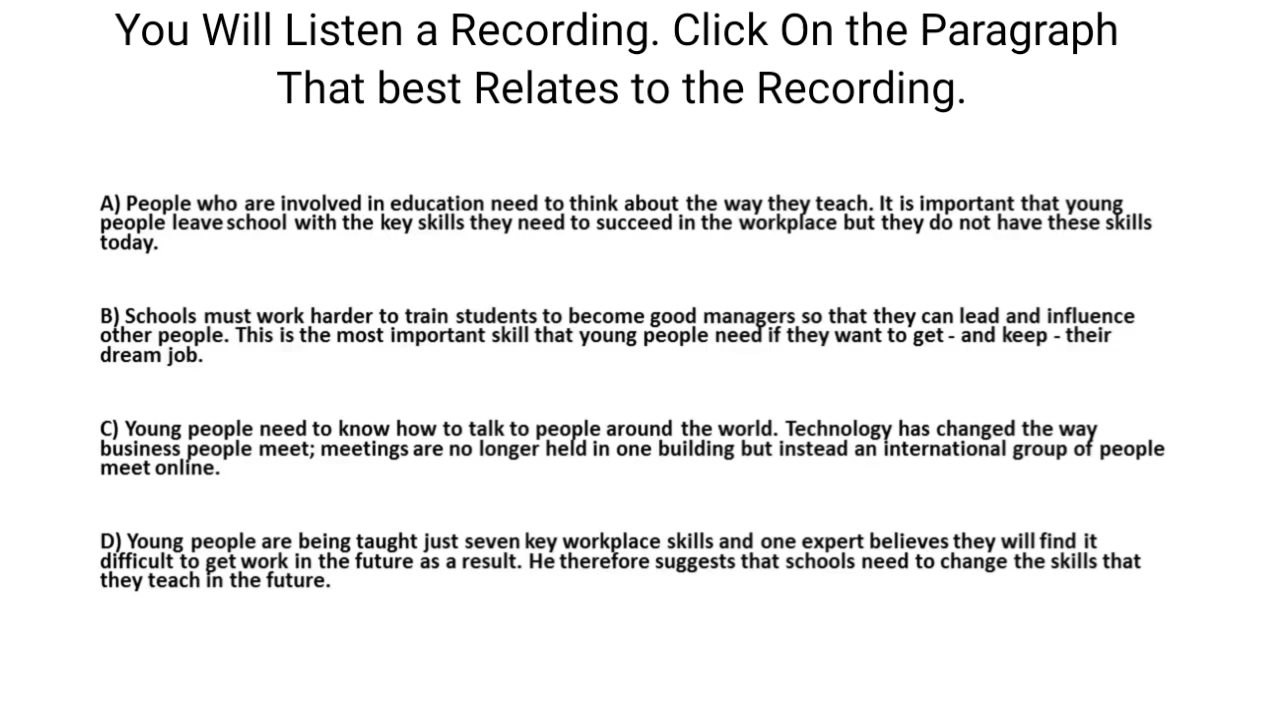 You Will Listen a Recording. Click On the Paragraph
That best Relates to the Recording.
A) People who are involved in education need to think about the way they teach. It is important that young
people leave school with the key skills they need to succeed in the workplace but they do not have these skills
today.
B) Schools must work harder to train students to become good managers so that they can lead and influence
other people. This is the most important skill that young people need if they want to get - and keep - their
dream job.
C) Young people need to know how to talk to people around the world. Technology has changed the way
business people meet; meetings are no longer held in one building but instead an international group of people
meet online.
D) Young people are being taught just seven key workplace skills and one expert believes they will find it
difficult to get work in the future as a result. He therefore suggests that schools need to change the skills that
they teach in the future.